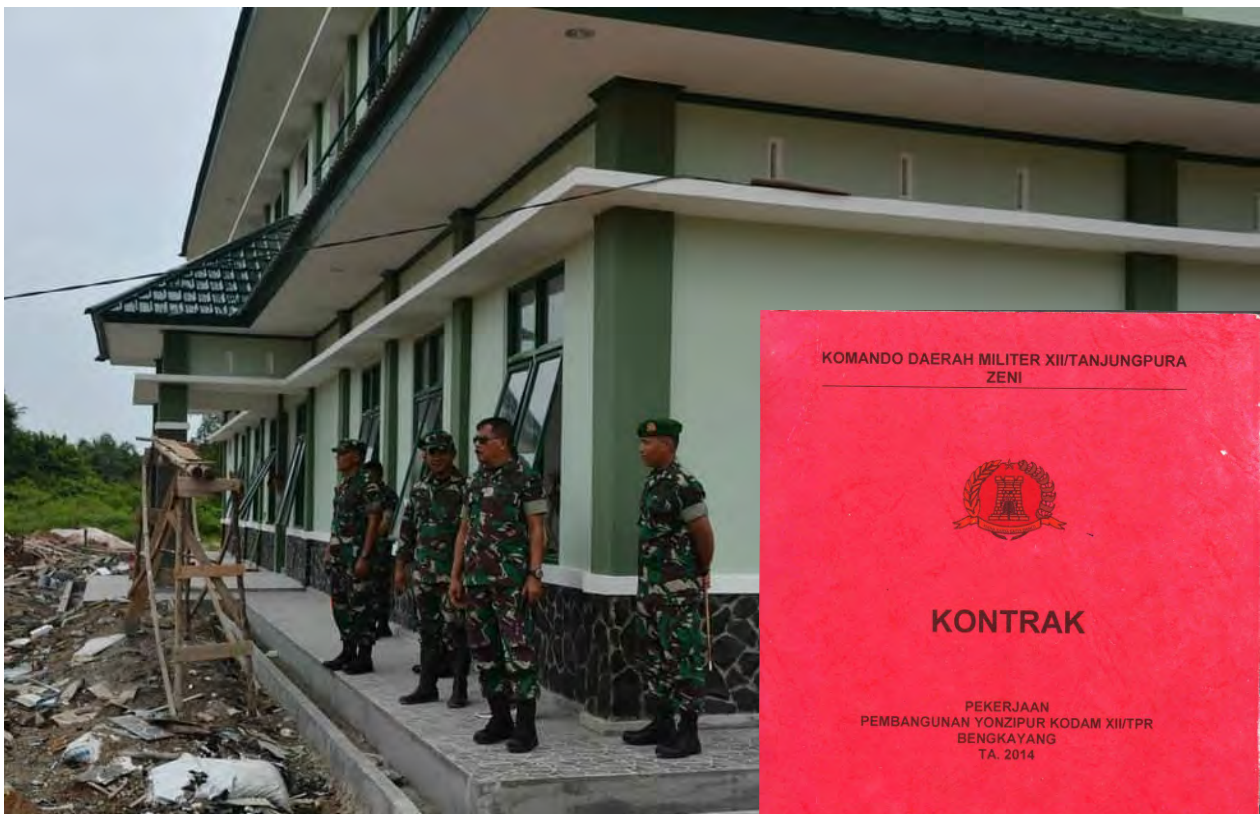 KOMANDO DAERAH MILITER XII/TANJUNGPURA
ZENI
KONTRAK
PEKERJAAN
PEMBANGUNAN YONZIPUR KODAM XII/TPR
BENGKAYANG
TA. 2014